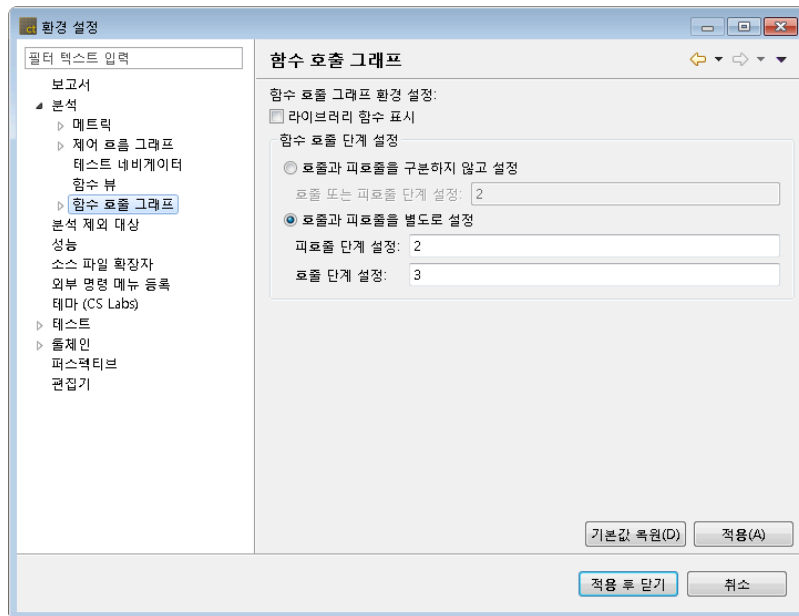 ct 환경 설정
필터 텍스트 입력
보고서
분석
메트릭
제어 흐름 그래프
테스트 네비게이터
함수 뷰
함수 호출 그래프
분석 제외 대상
성능
소스 파일 확장자
외부 명령 메뉴 등록
테마 (CS Labs)
테스트
툴체인
퍼스펙티브
편집기
함수 호출 그래프
함수 호출 그래프 환경 설정:
라이브러리 함수 표시
함수 호출 단계 설정
호출과 피호출을 구분하지 않고 설정
호출 또는 피호출 단계 설정: 2
호출과 피호출을 별도로 설정
피호출 단계 설정: 2
호출 단계 설정: 3
기본값 복원(D) 적용(A)
적용 후 닫기 취소